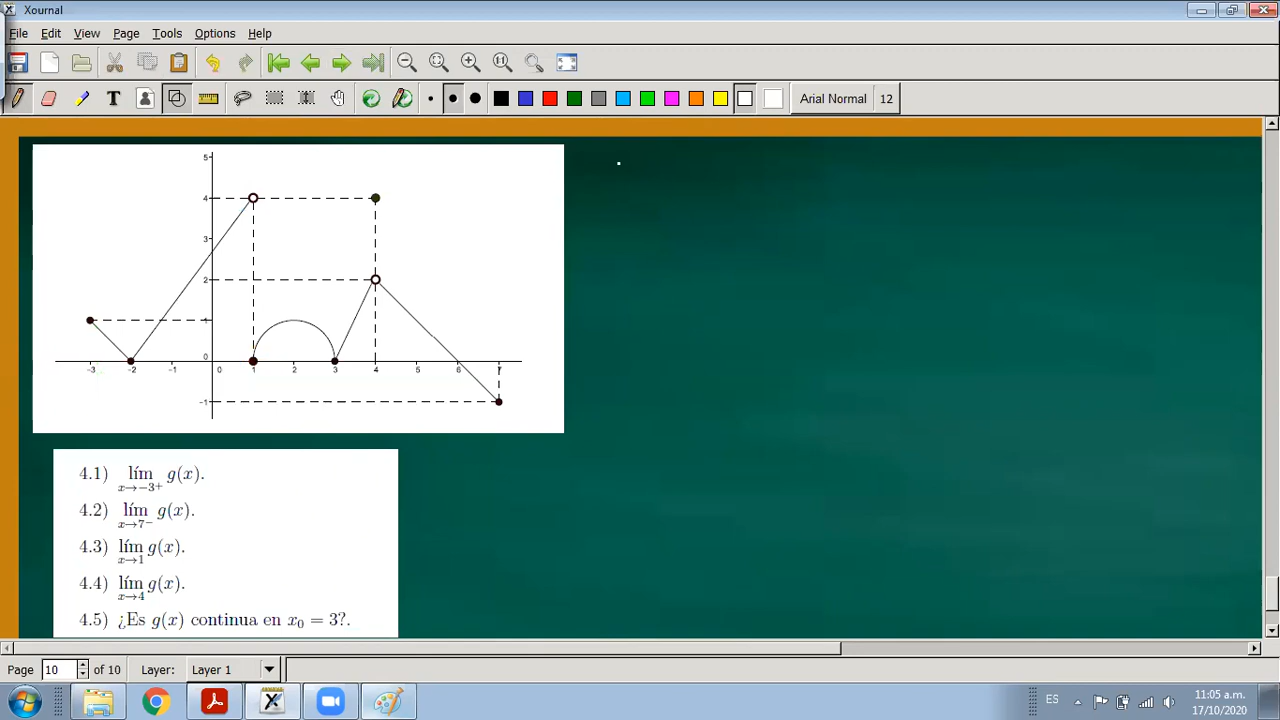 Xournal
File Edit View Page Tools Options Help
T Arial Normal 12
5
4
3
2
1
0
-3 -2 -1 0 1 2 3 4 5 6 7
-1
4.1) lím x→-3⁺ g(x).
4.2) lím x→7⁻ g(x).
4.3) lím x→1 g(x).
4.4) lím x→4 g(x).
4.5) ¿Es g(x) continua en x₀ = 3?.
Page 10 of 10 Layer: Layer 1
ES 11:05 a.m.
17/10/2020